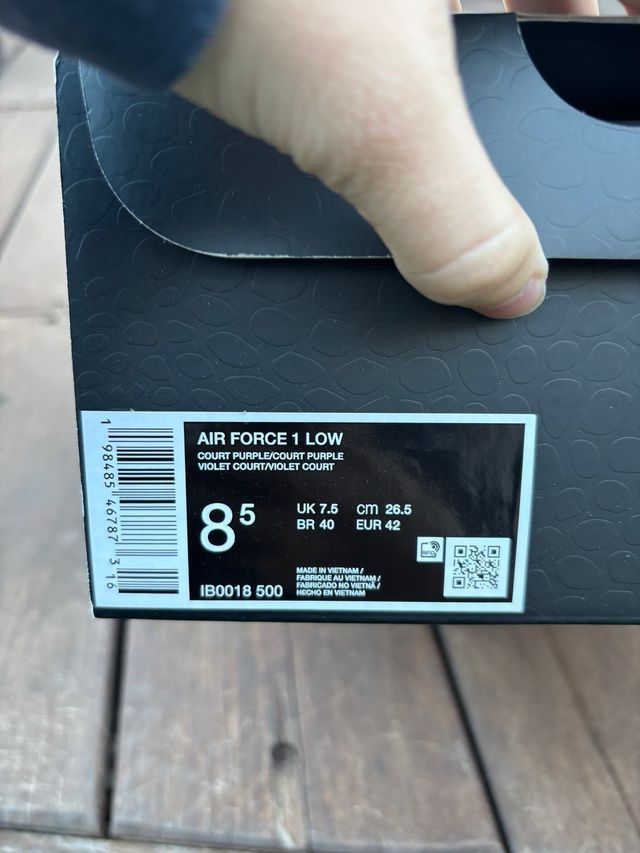 AIR FORCE 1 LOW
COURT PURPLE/COURT PURPLE
VIOLET COURT/VIOLET COURT
8 5
UK 7.5 cm 26.5
BR 40 EUR 42
RFID
MADE IN VIETNAM /
FABRIQUE AU VIETNAM /
FABRICADO NO VIETNÃ /
HECHO EN VIETNAM
IB0018 500
1 98485 46787 3